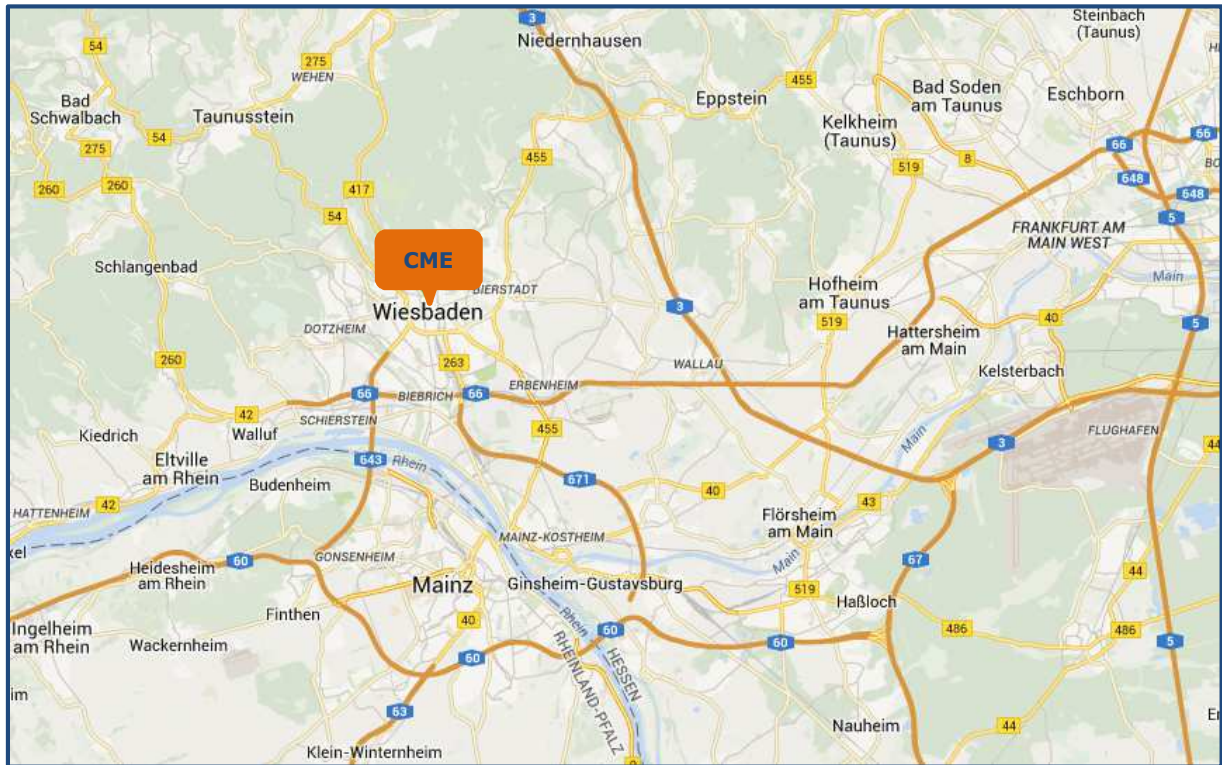 3
Niedernhausen
Steinbach
(Taunus)
54
275
WEHEN
455
Eppstein
Bad Soden
am Taunus
Eschborn
Bad
Schwalbach
Taunusstein
54
275
Kelkheim
(Taunus)
66
66
455
519
8
648
648
260
260
417
54
5
FRANKFURT AM
MAIN WEST
CME
Schlangenbad
Main
BIERSTADT
Hofheim
am Taunus
Wiesbaden
3
519
40
5
DOTZHEIM
Hattersheim
am Main
260
263
WALLAU
Kelsterbach
66
BIEBRICH
66
ERBENHEIM
42
SCHIERSTEIN
Kiedrich
Walluf
455
FLUGHAFEN
Main
3
44
643
Rhein
Eltville
am Rhein
Budenheim
671
40
43
42
HATTENHEIM
Flörsheim
am Main
MAINZ-KOSTHEIM
xel
GONSENHEIM
60
Heidesheim
am Rhein
Main
67
44
Mainz
Ginsheim-Gustavsburg
519
Haßloch
Finthen
40
Rhein
60
486
486
Ingelheim
am Rhein
Wackernheim
60
60
5
RHEINLAND-PFALZ
HESSEN
im
63
Nauheim
44
Klein-Winternheim
9